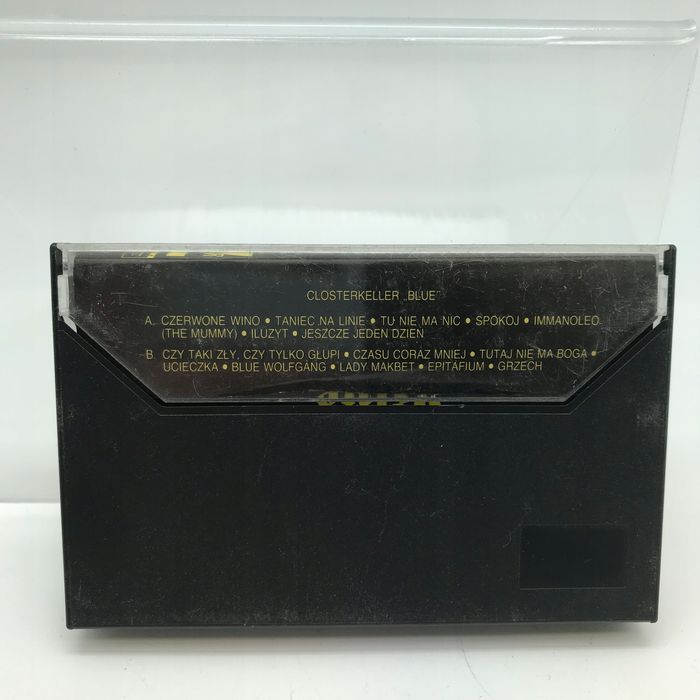 CLOSTERKELLER „BLUE"
A. CZERWONE WINO • TANIEC NA LINIE • TU NIE MA NIC • SPOKOJ • IMMANOLEO
(THE MUMMY) • ILUZYT • JESZCZE JEDEN DZIEN
B. CZY TAKI ZŁY, CZY TYLKO GŁUPI • CZASU CORAZ MNIEJ • TUTAJ NIE MA BOGA •
UCIECZKA • BLUE WOLFGANG • LADY MAKBET • EPITAFIUM • GRZECH